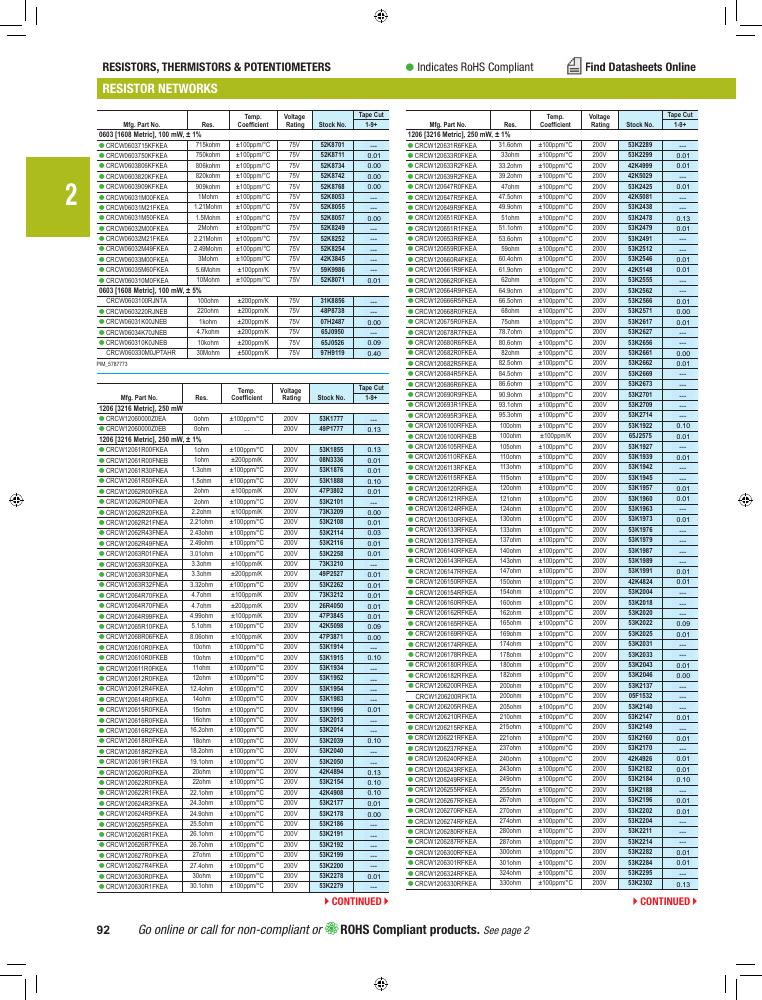 RESISTORS, THERMISTORS & POTENTIOMETERS
Indicates RoHS Compliant
Find Datasheets Online
RESISTOR NETWORKS
2
Mfg. Part No. Res. Temp. Coefficient Voltage Rating Stock No. Tape Cut 1-9+
0603 [1608 Metric], 100 mW, ± 1%
CRCW0603715KFKEA 715kohm ±100ppm/°C 75V 52K8701 ---
CRCW0603750KFKEA 750kohm ±100ppm/°C 75V 52K8711 0.01
CRCW0603806KFKEA 806kohm ±100ppm/°C 75V 52K8734 0.00
CRCW0603820KFKEA 820kohm ±100ppm/°C 75V 52K8742 0.00
CRCW0603909KFKEA 909kohm ±100ppm/°C 75V 52K8768 0.00
CRCW06031M00FKEA 1Mohm ±100ppm/°C 75V 52K8053 ---
CRCW06031M21FKEA 1.21Mohm ±100ppm/°C 75V 52K8055 ---
CRCW06031M50FKEA 1.5Mohm ±100ppm/°C 75V 52K8057 0.00
CRCW06032M00FKEA 2Mohm ±100ppm/°C 75V 52K8249 ---
CRCW06032M21FKEA 2.21Mohm ±100ppm/°C 75V 52K8252 ---
CRCW06032M49FKEA 2.49Mohm ±100ppm/°C 75V 52K8254 ---
CRCW06033M00FKEA 3Mohm ±100ppm/°C 75V 42K3845 ---
CRCW06035M60FKEA 5.6Mohm ±100ppm/K 75V 59K9986 ---
CRCW060310M0FKEA 10Mohm ±100ppm/°C 75V 52K8071 0.01
0603 [1608 Metric], 100 mW, ± 5%
CRCW0603100RJNTA 100ohm ±200ppm/K 75V 31K8856 ---
CRCW0603220RJNEB 220ohm ±200ppm/K 75V 48P8738 ---
CRCW06031K00JNEB 1kohm ±200ppm/K 75V 07H2487 0.00
CRCW06034K70JNEB 4.7kohm ±200ppm/K 75V 65J0950 ---
CRCW060310K0JNEB 10kohm ±200ppm/K 75V 65J0526 0.09
CRCW060330M0JPTAHR 30Mohm ±500ppm/K 75V 97H9119 0.40
PIM_5787773
Mfg. Part No. Res. Temp. Coefficient Voltage Rating Stock No. Tape Cut 1-9+
1206 [3216 Metric], 250 mW
CRCW12060000Z0EA 0ohm ±100ppm/°C 200V 53K1777 ---
CRCW12060000Z0EB 0ohm ... 200V 49P1777 0.13
1206 [3216 Metric], 250 mW, ± 1%
CRCW12061R00FKEA 1ohm ±100ppm/°C 200V 53K1855 0.13
CRCW12061R00FNEB 1ohm ±200ppm/K 200V 08N3336 0.01
CRCW12061R30FNEA 1.3ohm ±100ppm/°C 200V 53K1876 0.01
CRCW12061R50FKEA 1.5ohm ±100ppm/°C 200V 53K1888 0.10
CRCW12062R00FKEA 2ohm ±100ppm/°C 200V 47P3802 0.01
CRCW12062R00FNEA 2ohm ±100ppm/°C 200V 53K2101 ---
CRCW12062R20FKEA 2.2ohm ±100ppm/K 200V 73K3209 0.00
CRCW12062R21FNEA 2.21ohm ±100ppm/°C 200V 53K2108 0.01
CRCW12062R43FNEA 2.43ohm ±100ppm/°C 200V 53K2114 0.03
CRCW12062R49FNEA 2.49ohm ±100ppm/°C 200V 53K2116 0.01
CRCW12063R01FNEA 3.01ohm ±100ppm/°C 200V 53K2258 0.01
CRCW12063R30FKEA 3.3ohm ±100ppm/°C 200V 73K3210 ---
CRCW12063R30FNEA 3.3ohm ±200ppm/K 200V 49P2527 0.01
CRCW12063R32FNEA 3.32ohm ±100ppm/°C 200V 53K2262 0.01
CRCW12064R70FKEA 4.7ohm ±100ppm/°C 200V 73K3212 0.01
CRCW12064R70FNEA 4.7ohm ±200ppm/K 200V 26R4050 0.01
CRCW12064R99FKEA 4.99ohm ±100ppm/K 200V 47P3845 0.01
CRCW12065R10FKEA 5.1ohm ±100ppm/°C 200V 42K5098 0.09
CRCW12068R06FKEA 8.06ohm ±100ppm/K 200V 47P3871 0.00
CRCW120610R0FKEA 10ohm ±100ppm/°C 200V 53K1914 ---
CRCW120610R0FKEB 10ohm ±100ppm/°C 200V 53K1915 0.10
CRCW120611R0FKEA 11ohm ±100ppm/°C 200V 53K1934 ---
CRCW120612R0FKEA 12ohm ±100ppm/°C 200V 53K1952 ---
CRCW120612R4FKEA 12.4ohm ±100ppm/°C 200V 53K1954 ---
CRCW120614R0FKEA 14ohm ±100ppm/°C 200V 53K1983 ---
CRCW120615R0FKEA 15ohm ±100ppm/°C 200V 53K1996 0.01
CRCW120616R0FKEA 16ohm ±100ppm/°C 200V 53K2013 ---
CRCW120616R2FKEA 16.2ohm ±100ppm/°C 200V 53K2014 ---
CRCW120618R0FKEA 18ohm ±100ppm/°C 200V 53K2039 0.10
CRCW120618R2FKEA 18.2ohm ±100ppm/°C 200V 53K2040 ---
CRCW120619R1FKEA 19.1ohm ±100ppm/°C 200V 53K2050 ---
CRCW120620R0FKEA 20ohm ±100ppm/°C 200V 42K4894 0.13
CRCW120622R0FKEA 22ohm ±100ppm/°C 200V 53K2154 0.10
CRCW120622R1FKEA 22.1ohm ±100ppm/°C 200V 42K4908 0.10
CRCW120624R3FKEA 24.3ohm ±100ppm/°C 200V 53K2177 0.01
CRCW120624R9FKEA 24.9ohm ±100ppm/°C 200V 53K2178 0.00
CRCW120625R5FKEA 25.5ohm ±100ppm/°C 200V 53K2186 ---
CRCW120626R1FKEA 26.1ohm ±100ppm/°C 200V 53K2191 ---
CRCW120626R7FKEA 26.7ohm ±100ppm/°C 200V 53K2192 ---
CRCW120627R0FKEA 27ohm ±100ppm/°C 200V 53K2199 ---
CRCW120627R4FKEA 27.4ohm ±100ppm/°C 200V 53K2200 ---
CRCW120630R0FKEA 30ohm ±100ppm/°C 200V 53K2278 0.01
CRCW120630R1FKEA 30.1ohm ±100ppm/°C 200V 53K2279 ---
CONTINUED
Mfg. Part No. Res. Temp. Coefficient Voltage Rating Stock No. Tape Cut 1-9+
1206 [3216 Metric], 250 mW, ± 1%
CRCW120631R6FKEA 31.6ohm ±100ppm/°C 200V 53K2289 ---
CRCW120633R0FKEA 33ohm ±100ppm/°C 200V 53K2299 0.01
CRCW120633R2FKEA 33.2ohm ±100ppm/°C 200V 42K4999 0.01
CRCW120639R2FKEA 39.2ohm ±100ppm/°C 200V 42K5029 ---
CRCW120647R0FKEA 47ohm ±100ppm/°C 200V 53K2425 0.01
CRCW120647R5FKEA 47.5ohm ±100ppm/°C 200V 42K5081 ---
CRCW120649R9FKEA 49.9ohm ±100ppm/°C 200V 53K2438 ---
CRCW120651R0FKEA 51ohm ±100ppm/°C 200V 53K2478 0.13
CRCW120651R1FKEA 51.1ohm ±100ppm/°C 200V 53K2479 0.01
CRCW120653R6FKEA 53.6ohm ±100ppm/°C 200V 53K2491 ---
CRCW120659R0FKEA 59ohm ±100ppm/°C 200V 53K2512 ---
CRCW120660R4FKEA 60.4ohm ±100ppm/°C 200V 53K2546 0.01
CRCW120661R9FKEA 61.9ohm ±100ppm/°C 200V 42K5148 0.01
CRCW120662R0FKEA 62ohm ±100ppm/°C 200V 53K2555 ---
CRCW120664R9FKEA 64.9ohm ±100ppm/°C 200V 53K2562 ---
CRCW120666R5FKEA 66.5ohm ±100ppm/°C 200V 53K2566 0.01
CRCW120668R0FKEA 68ohm ±100ppm/°C 200V 53K2571 0.00
CRCW120675R0FKEA 75ohm ±100ppm/°C 200V 53K2617 0.01
CRCW120678R7FKEA 78.7ohm ±100ppm/°C 200V 53K2627 ---
CRCW120680R6FKEA 80.6ohm ±100ppm/°C 200V 53K2656 ---
CRCW120682R0FKEA 82ohm ±100ppm/°C 200V 53K2661 0.00
CRCW120682R5FKEA 82.5ohm ±100ppm/°C 200V 53K2662 0.01
CRCW120684R5FKEA 84.5ohm ±100ppm/°C 200V 53K2669 ---
CRCW120686R6FKEA 86.6ohm ±100ppm/°C 200V 53K2673 ---
CRCW120690R9FKEA 90.9ohm ±100ppm/°C 200V 53K2701 ---
CRCW120693R1FKEA 93.1ohm ±100ppm/°C 200V 53K2709 ---
CRCW120695R3FKEA 95.3ohm ±100ppm/°C 200V 53K2714 ---
CRCW1206100RFKEA 100ohm ±100ppm/°C 200V 53K1922 0.10
CRCW1206100RFKEB 100ohm ±100ppm/K 200V 65J2575 0.01
CRCW1206105RFKEA 105ohm ±100ppm/°C 200V 53K1927 ---
CRCW1206110RFKEA 110ohm ±100ppm/°C 200V 53K1939 0.01
CRCW1206113RFKEA 113ohm ±100ppm/°C 200V 53K1942 ---
CRCW1206115RFKEA 115ohm ±100ppm/°C 200V 53K1945 ---
CRCW1206120RFKEA 120ohm ±100ppm/°C 200V 53K1957 0.01
CRCW1206121RFKEA 121ohm ±100ppm/°C 200V 53K1960 0.01
CRCW1206124RFKEA 124ohm ±100ppm/°C 200V 53K1963 ---
CRCW1206130RFKEA 130ohm ±100ppm/°C 200V 53K1973 0.01
CRCW1206133RFKEA 133ohm ±100ppm/°C 200V 53K1976 ---
CRCW1206137RFKEA 137ohm ±100ppm/°C 200V 53K1979 ---
CRCW1206140RFKEA 140ohm ±100ppm/°C 200V 53K1987 ---
CRCW1206143RFKEA 143ohm ±100ppm/°C 200V 53K1989 ---
CRCW1206147RFKEA 147ohm ±100ppm/°C 200V 53K1991 0.01
CRCW1206150RFKEA 150ohm ±100ppm/°C 200V 42K4824 0.01
CRCW1206154RFKEA 154ohm ±100ppm/°C 200V 53K2004 ---
CRCW1206160RFKEA 160ohm ±100ppm/°C 200V 53K2018 ---
CRCW1206162RFKEA 162ohm ±100ppm/°C 200V 53K2020 ---
CRCW1206165RFKEA 165ohm ±100ppm/°C 200V 53K2022 0.09
CRCW1206169RFKEA 169ohm ±100ppm/°C 200V 53K2025 0.01
CRCW1206174RFKEA 174ohm ±100ppm/°C 200V 53K2031 ---
CRCW1206178RFKEA 178ohm ±100ppm/°C 200V 53K2033 ---
CRCW1206180RFKEA 180ohm ±100ppm/°C 200V 53K2043 0.01
CRCW1206182RFKEA 182ohm ±100ppm/°C 200V 53K2046 0.00
CRCW1206200RFKEA 200ohm ±100ppm/°C 200V 53K2137 ---
CRCW1206200RFKTA 200ohm ±100ppm/°C 200V 05F1532 ---
CRCW1206205RFKEA 205ohm ±100ppm/°C 200V 53K2140 ---
CRCW1206210RFKEA 210ohm ±100ppm/°C 200V 53K2147 0.01
CRCW1206215RFKEA 215ohm ±100ppm/°C 200V 53K2149 ---
CRCW1206221RFKEA 221ohm ±100ppm/°C 200V 53K2160 0.01
CRCW1206237RFKEA 237ohm ±100ppm/°C 200V 53K2170 ---
CRCW1206240RFKEA 240ohm ±100ppm/°C 200V 42K4926 0.01
CRCW1206243RFKEA 243ohm ±100ppm/°C 200V 53K2182 0.01
CRCW1206249RFKEA 249ohm ±100ppm/°C 200V 53K2184 0.10
CRCW1206255RFKEA 255ohm ±100ppm/°C 200V 53K2188 ---
CRCW1206267RFKEA 267ohm ±100ppm/°C 200V 53K2196 0.01
CRCW1206270RFKEA 270ohm ±100ppm/°C 200V 53K2202 0.01
CRCW1206274RFKEA 274ohm ±100ppm/°C 200V 53K2204 ---
CRCW1206280RFKEA 280ohm ±100ppm/°C 200V 53K2211 ---
CRCW1206287RFKEA 287ohm ±100ppm/°C 200V 53K2214 ---
CRCW1206300RFKEA 300ohm ±100ppm/°C 200V 53K2282 0.01
CRCW1206301RFKEA 301ohm ±100ppm/°C 200V 53K2284 0.01
CRCW1206324RFKEA 324ohm ±100ppm/°C 200V 53K2295 ---
CRCW1206330RFKEA 330ohm ±100ppm/°C 200V 53K2302 0.13
CONTINUED
92 Go online or call for non-compliant or ROHS Compliant products. See page 2